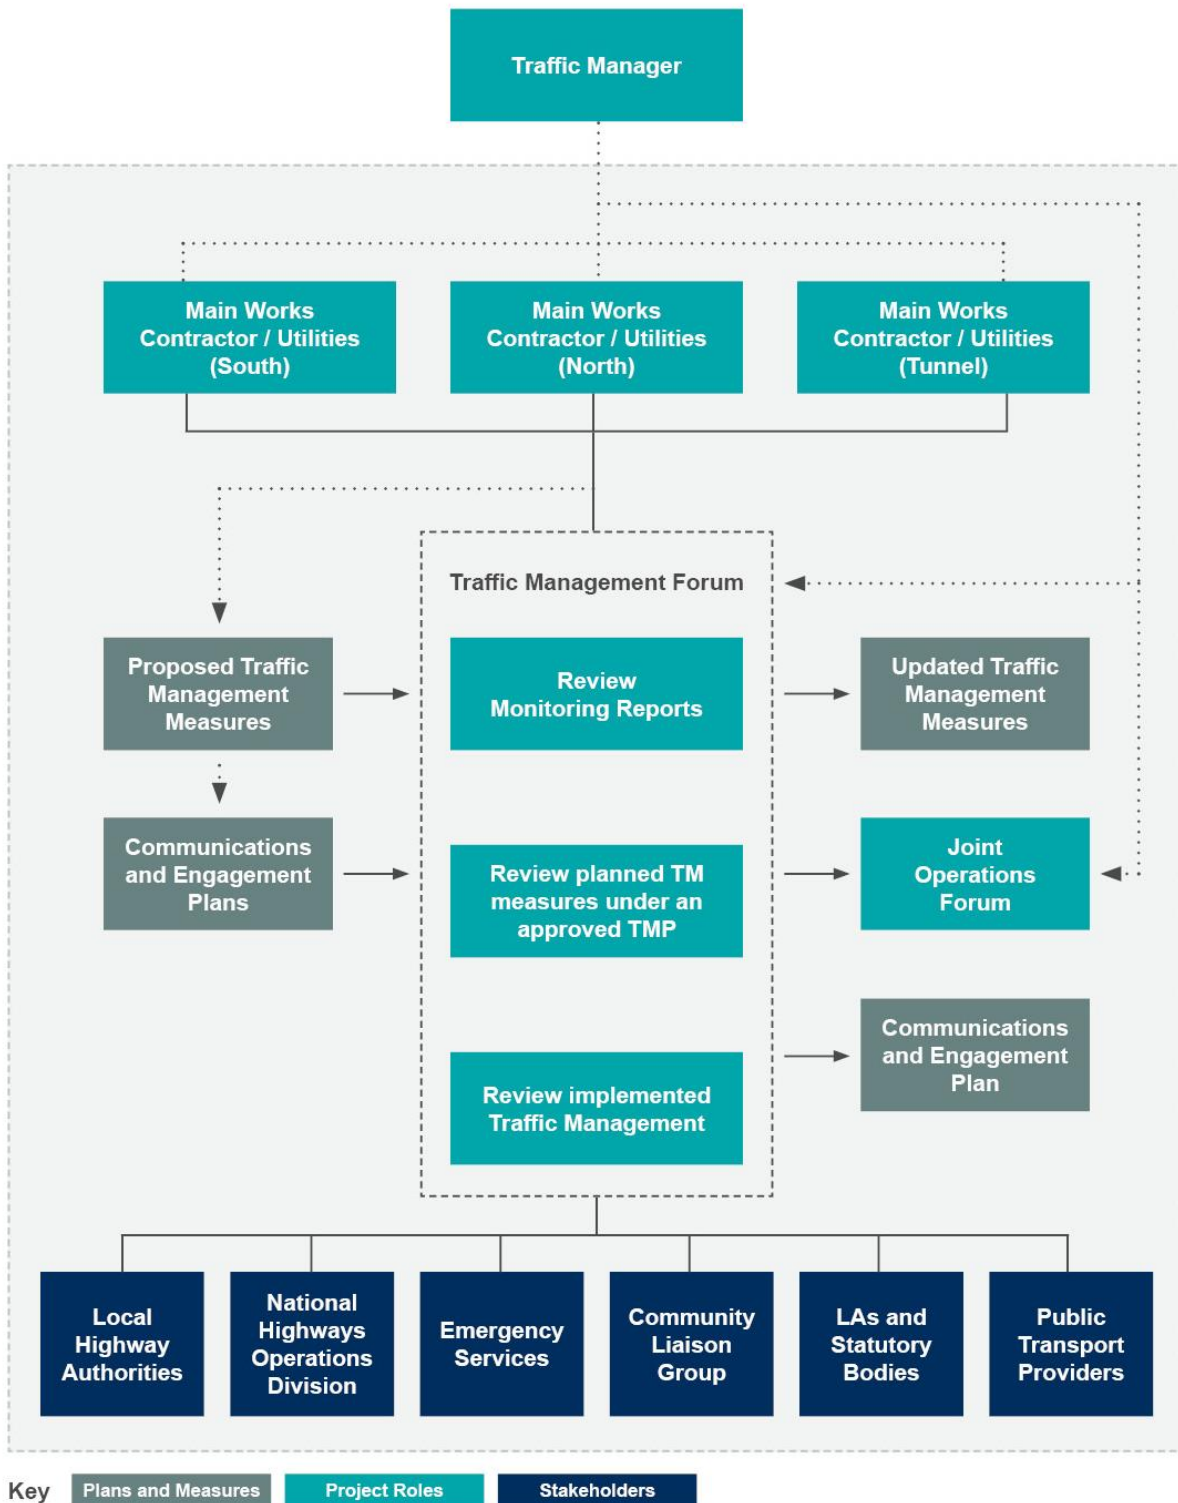 Traffic Manager
Main Works
Contractor / Utilities
(South)
Main Works
Contractor / Utilities
(North)
Main Works
Contractor / Utilities
(Tunnel)
Traffic Management Forum
Proposed Traffic
Management
Measures
Review
Monitoring Reports
Updated Traffic
Management
Measures
Communications
and Engagement
Plans
Review planned TM
measures under an
approved TMP
Joint
Operations
Forum
Communications
and Engagement
Plan
Review implemented
Traffic Management
Local
Highway
Authorities
National
Highways
Operations
Division
Emergency
Services
Community
Liaison
Group
LAs and
Statutory
Bodies
Public
Transport
Providers
Key
Plans and Measures
Project Roles
Stakeholders